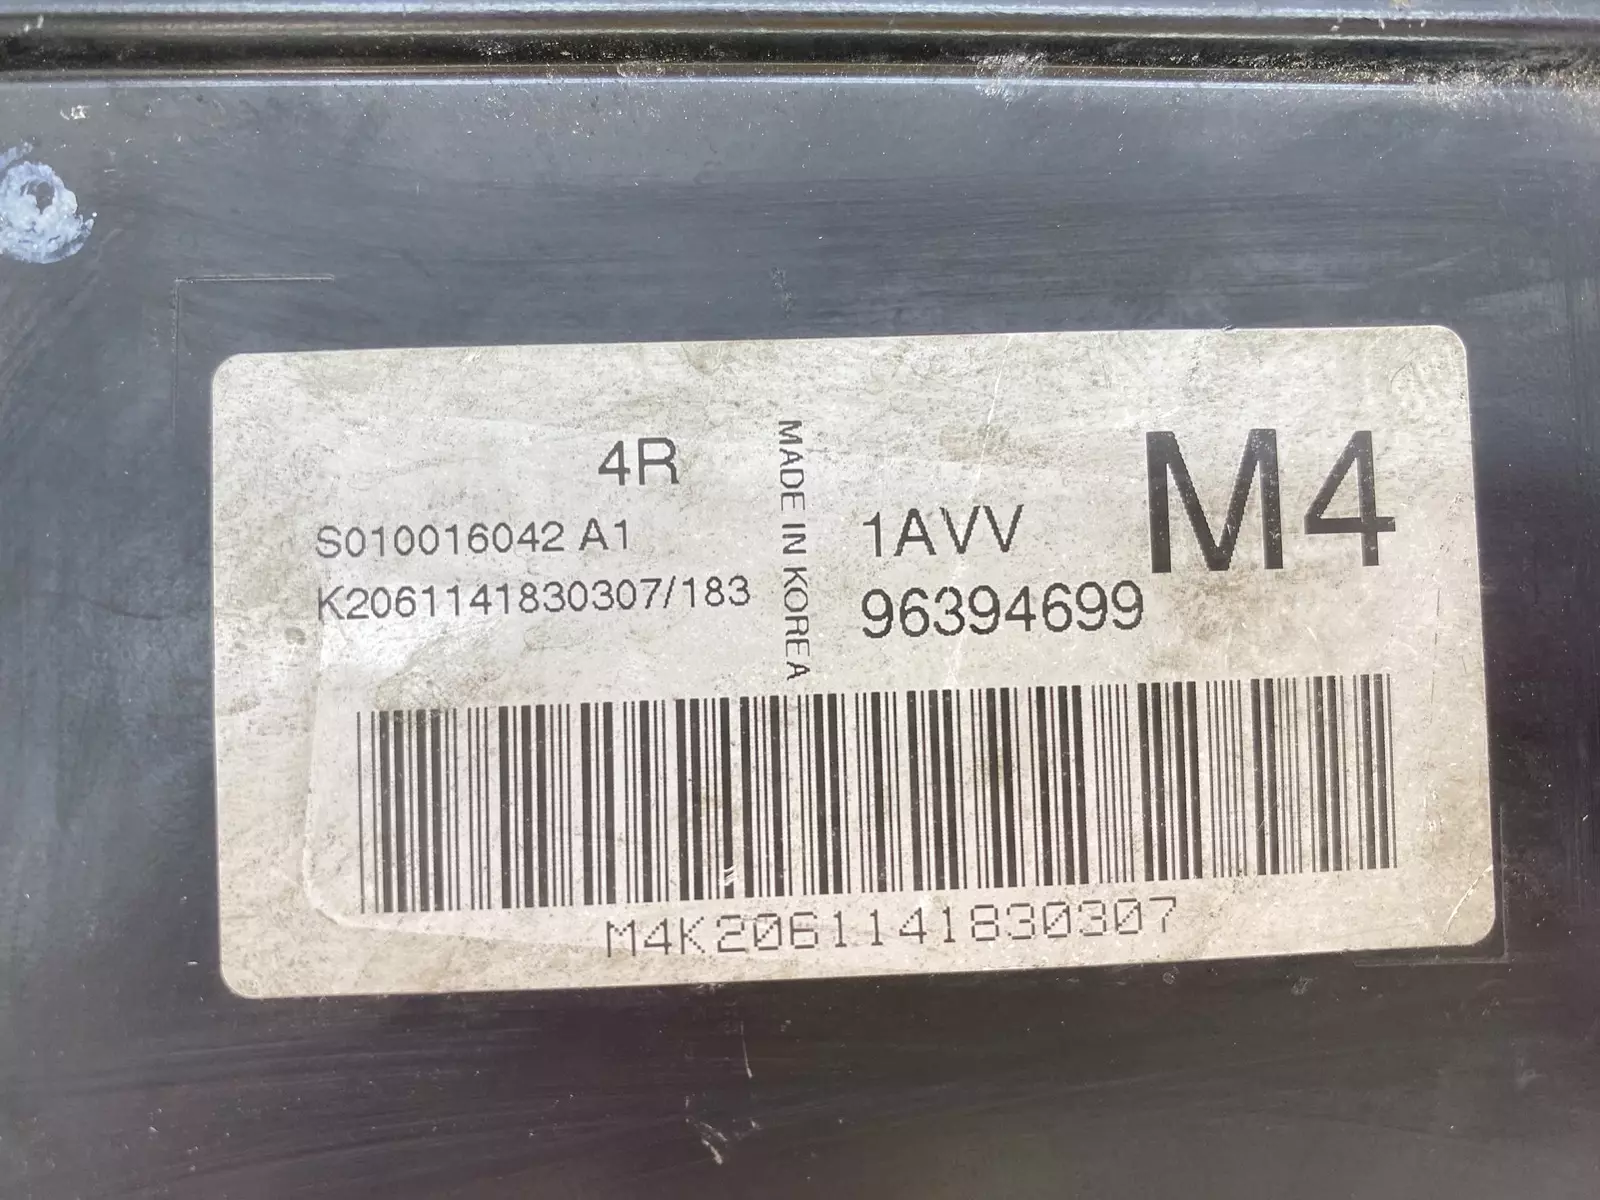 4R
S010016042 A1
K2061141830307/183
MADE IN KOREA
1AVV
96394699
M4
M4K2061141830307